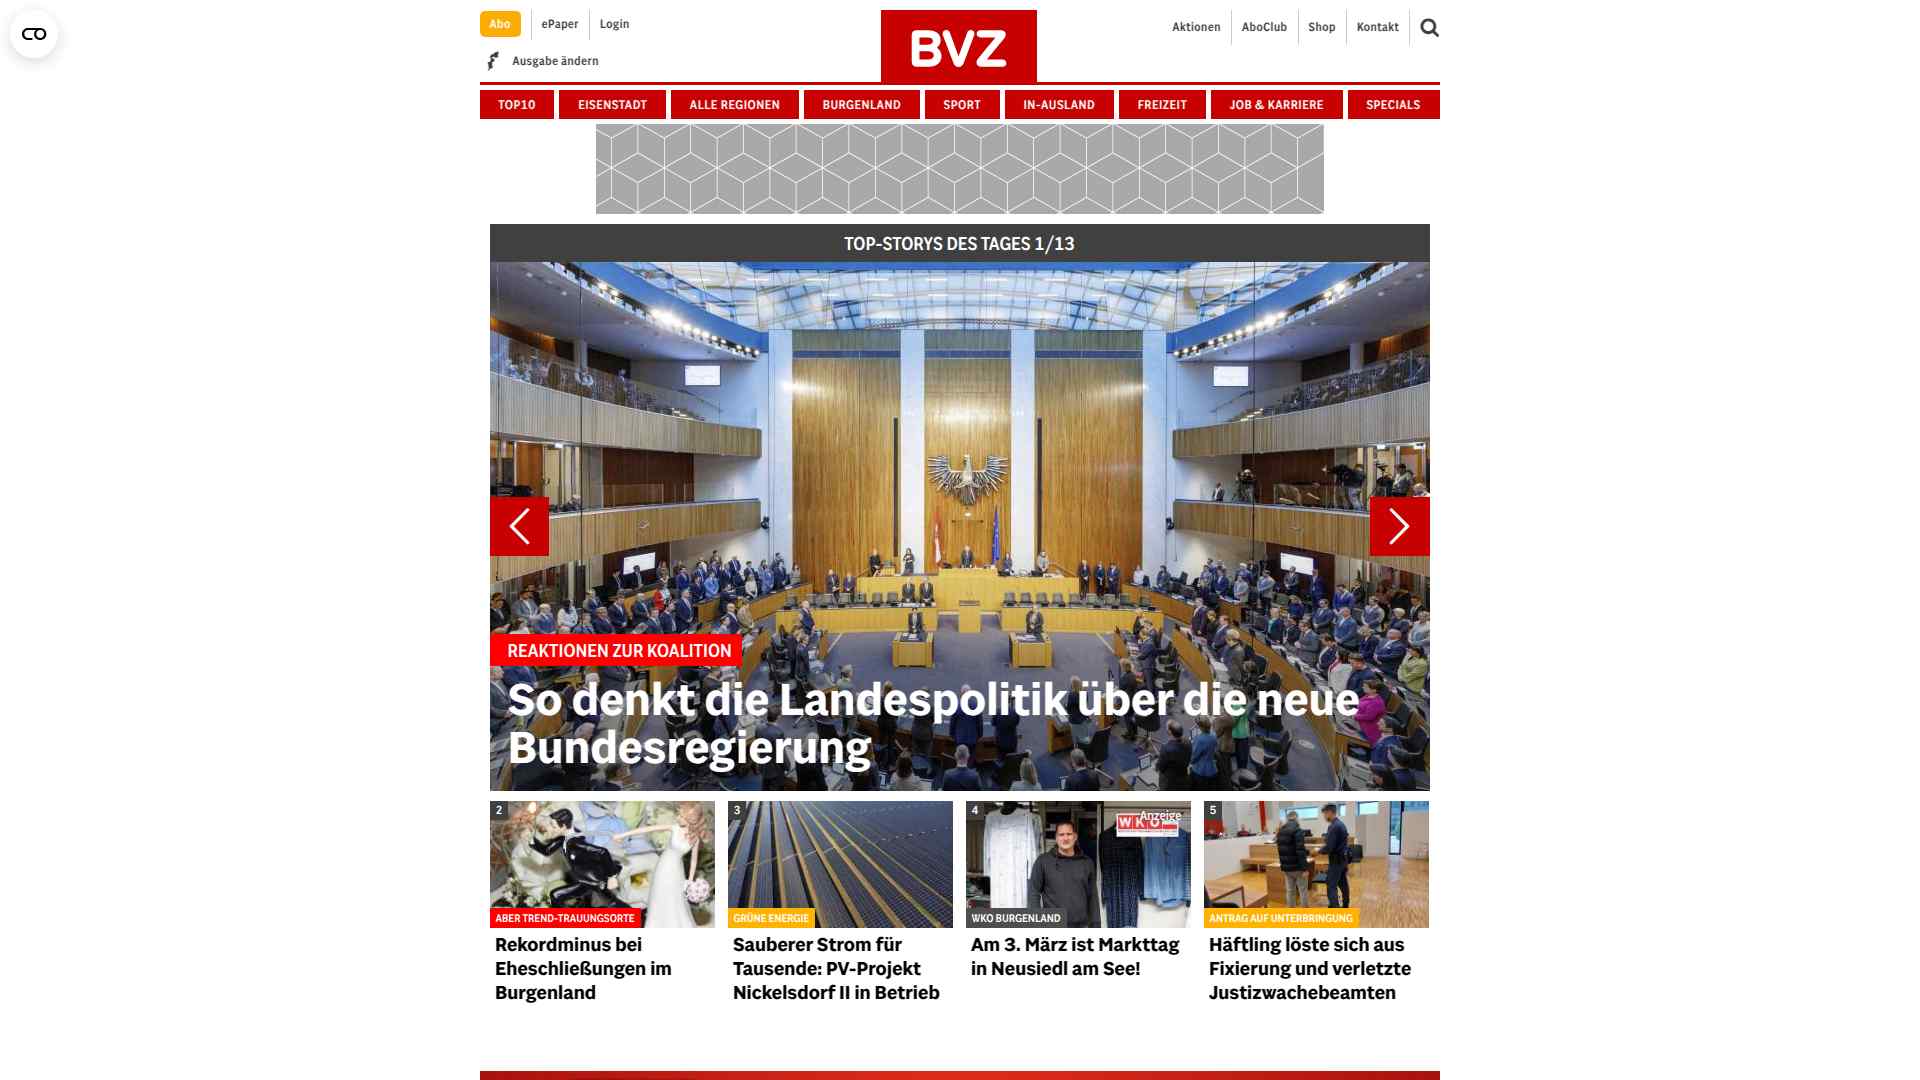 Abo
ePaper
Login
Ausgabe ändern
BVZ
Aktionen
AboClub
Shop
Kontakt
TOP10
EISENSTADT
ALLE REGIONEN
BURGENLAND
SPORT
IN-AUSLAND
FREIZEIT
JOB & KARRIERE
SPECIALS
TOP-STORYS DES TAGES 1/13
REAKTIONEN ZUR KOALITION
So denkt die Landespolitik über die neue
Bundesregierung
2
ABER TREND-TRAUUNGSORTE
Rekordminus bei
Eheschließungen im
Burgenland
3
GRÜNE ENERGIE
Sauberer Strom für
Tausende: PV-Projekt
Nickelsdorf II in Betrieb
4
Anzeige
WKO
WKO BURGENLAND
Am 3. März ist Markttag
in Neusiedl am See!
5
ANTRAG AUF UNTERBRINGUNG
Häftling löste sich aus
Fixierung und verletzte
Justizwachebeamten